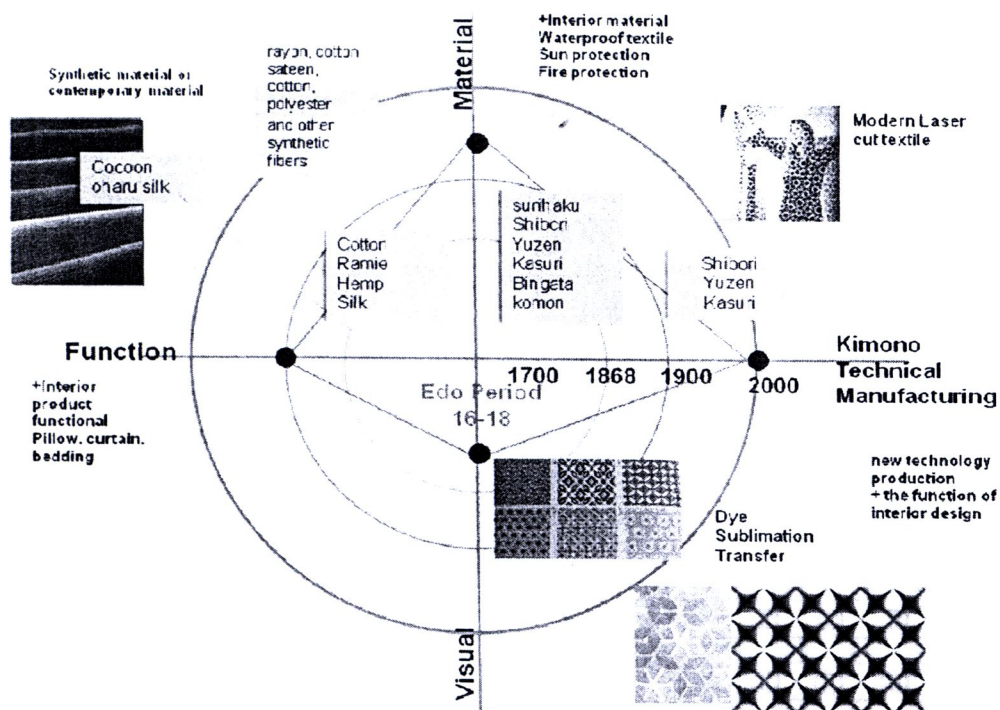 +Interior material
Waterproof textile
Sun protection
Fire protection
Material
rayon, cotton
sateen,
cotton,
polyester
and other
synthetic
fibers
Synthetic material or
contemporary material
Cocoon
oharu silk
Modern Laser
cut textile
Cotton
Ramie
Hemp
Silk
surihaku
Shibori
Yuzen
Kasuri
Bingata
komon
Shibori
Yuzen
Kasuri
Function
Kimono
Technical
Manufacturing
1700
1868
1900
2000
Edo Period
16-18
+Interior
product
functional
Pillow, curtain,
bedding
new technology
production
+ the function of
interior design
Dye
Sublimation
Transfer
Visual